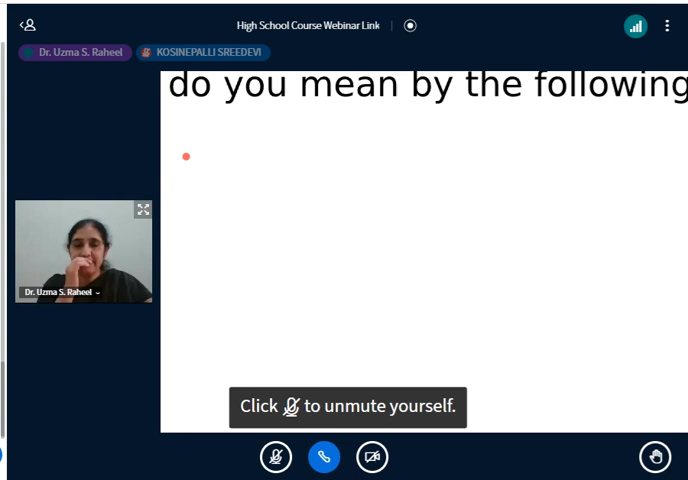 High School Course Webinar Link
Dr. Uzma S. Raheel
KOSINEPALLI SREEDEVI
do you mean by the following
Dr. Uzma S. Raheel
Click to unmute yourself.